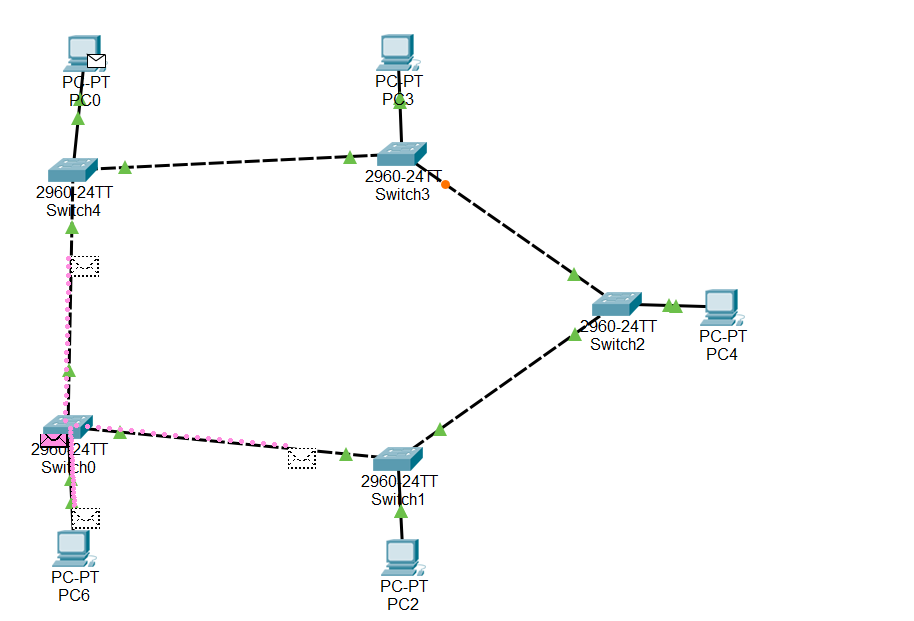 PC-PT
PC0
PC-PT
PC3
2960-24TT
Switch4
2960-24TT
Switch3
2960-24TT
Switch2
PC-PT
PC4
2960-24TT
Switch0
2960-24TT
Switch1
PC-PT
PC6
PC-PT
PC2